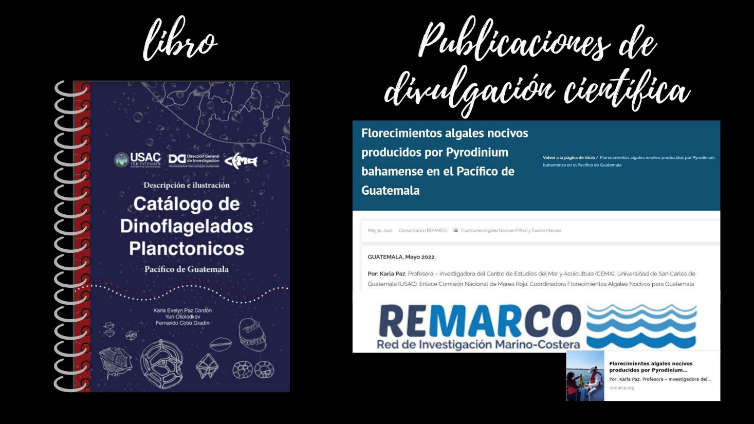 libro
Publicaciones de
divulgación científica
USAC
Dirección General
de Investigación
CEMA
Descripción e ilustración
Catálogo de
Dinoflagelados
Planctonicos
Pacífico de Guatemala
Karla Evelyn Paz Cordón
Yuri Okolodkov
Fernando Cobo Gradín
Florecimientos algales nocivos
producidos por Pyrodinium
bahamense en el Pacífico de
Guatemala
Volver a la página de inicio / Florecimientos algales nocivos producidos por Pyrodinium
bahamense en el Pacífico de Guatemala
May 30, 2022 Comunicación REMARCO
GUATEMALA, Mayo 2022.
Por: Karla Paz. Profesora – Investigadora del Centro de Estudios del Mar y Acuicultura (CEMA), Universidad de San Carlos de
Guatemala (USAC). Enlace Comisión Nacional de Marea Roja. Coordinadora Florecimientos Algales Nocivos para Guatemala
REMARCO
Red de Investigación Marino-Costera
Florecimientos algales nocivos
producidos por Pyrodinium...
Por: Karla Paz, Profesora – Investigadora del...
remarco.org